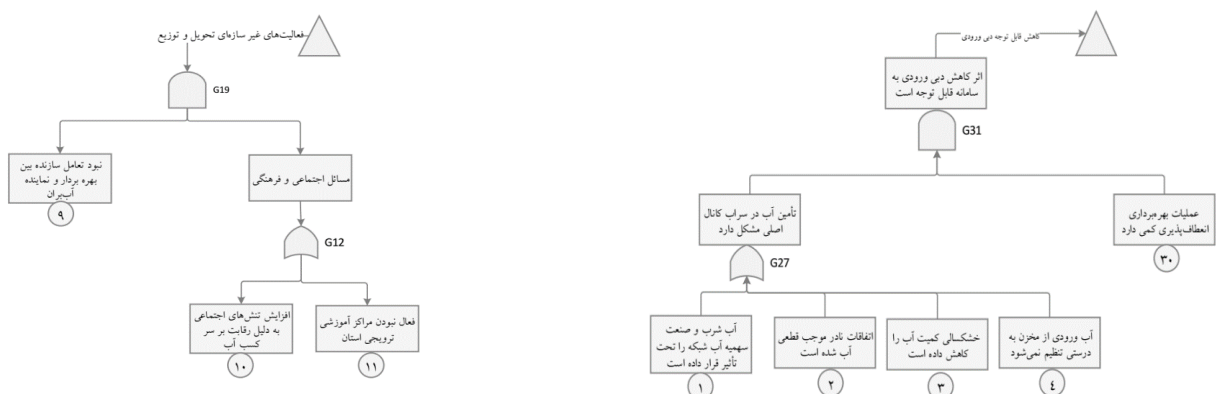 فعالیت‌های غیر سازه‌ای تحویل و توزیع
G19
نبود تعامل سازنده بین
بهره بردار و نماینده
آب‌بران
۹
مسائل اجتماعی و فرهنگی
G12
افزایش تنش‌های اجتماعی
به دلیل رقابت بر سر
کسب آب
۱۰
فعال نبودن مراکز آموزشی
ترویجی استان
۱۱
کاهش قابل توجه دبی ورودی
اثر کاهش دبی ورودی به
سامانه قابل توجه است
G31
تأمین آب در سراب کانال
اصلی مشکل دارد
G27
عملیات بهره‌برداری
انعطاف‌پذیری کمی دارد
۳۰
آب شرب و صنعت
سهمیه آب شبکه را تحت
تأثیر قرار داده است
۱
اتفاقات نادر موجب قطعی
آب شده است
۲
خشکسالی کمیت آب را
کاهش داده است
۳
آب ورودی از مخزن به
درستی تنظیم نمی‌شود
٤